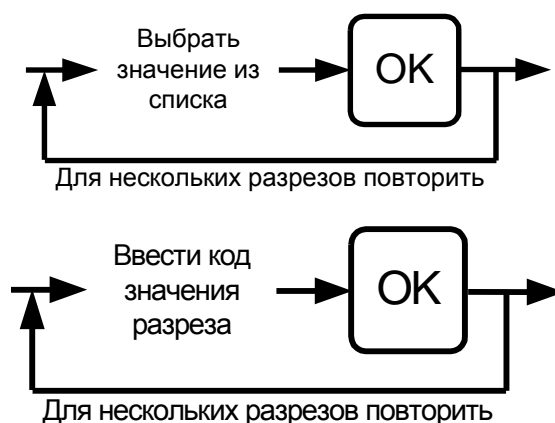 Выбрать
значение из
списка
OK
Для нескольких разрезов повторить
Ввести код
значения
разреза
OK
Для нескольких разрезов повторить